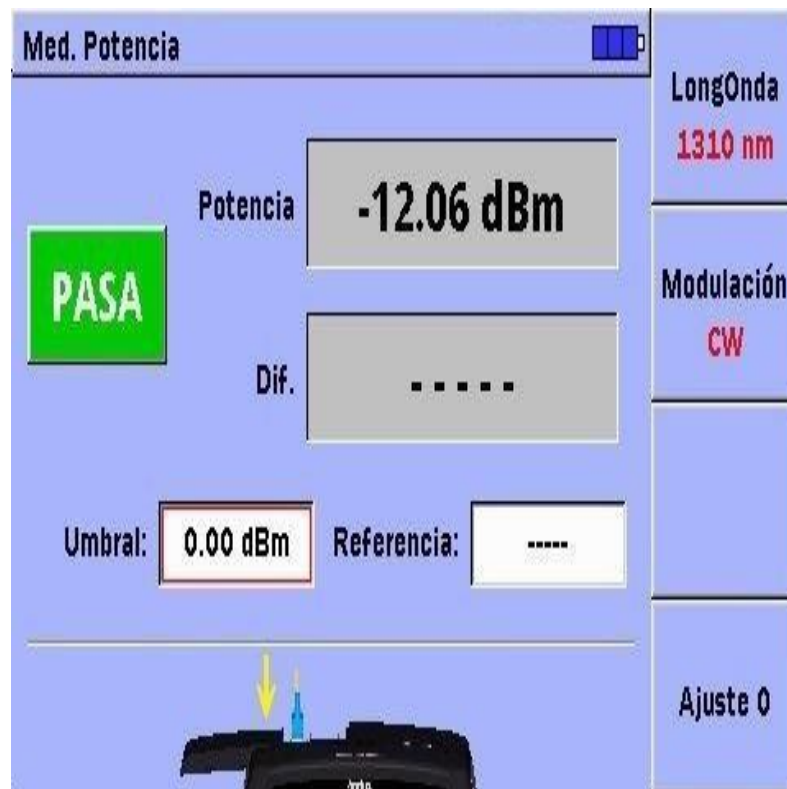 Med. Potencia
LongOnda
1310 nm
Potencia
-12.06 dBm
PASA
Modulación
CW
Dif.
-----
Umbral:
0.00 dBm
Referencia:
-----
Ajuste 0